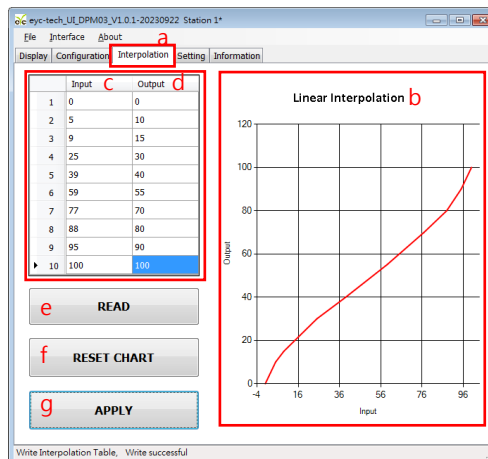 eyc-tech_UI_DPM03_V1.0.1-20230922 Station 1*
File Interface About
a
Display Configuration Interpolation Setting Information
Input c Output d
1 0 0
2 5 10
3 9 15
4 25 30
5 39 40
6 59 55
7 77 70
8 88 80
9 95 90
10 100 100
e READ
f RESET CHART
g APPLY
Linear Interpolation b
120
100
80
60
40
20
0
Output
-4 16 36 56 76 96
Input
Write Interpolation Table, Write successful